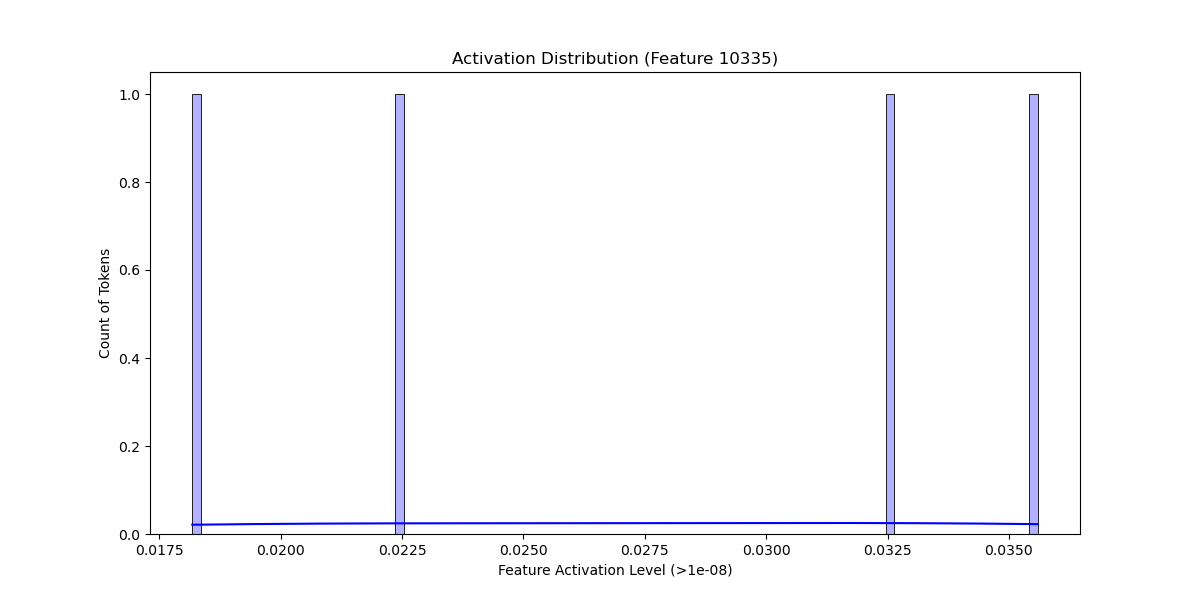 Activation Distribution (Feature 10335)
Count of Tokens
1.0
0.8
0.6
0.4
0.2
0.0
0.0175 0.0200 0.0225 0.0250 0.0275 0.0300 0.0325 0.0350
Feature Activation Level (>1e-08)